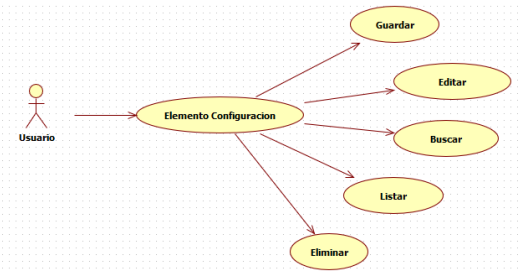 Guardar
Editar
Elemento Configuracion
Usuario
Buscar
Listar
Eliminar